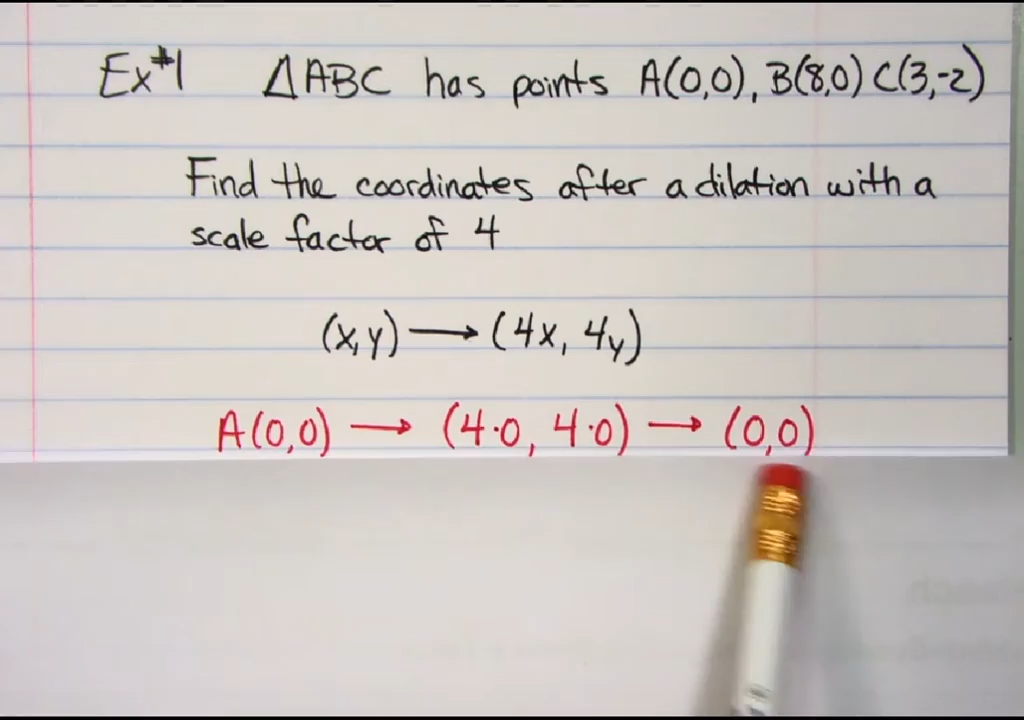 Ex#1 △ABC has points A(0,0), B(8,0) C(3,-2)
Find the coordinates after a dilation with a
scale factor of 4
(x,y) → (4x, 4y)
A(0,0) → (4·0, 4·0) → (0,0)